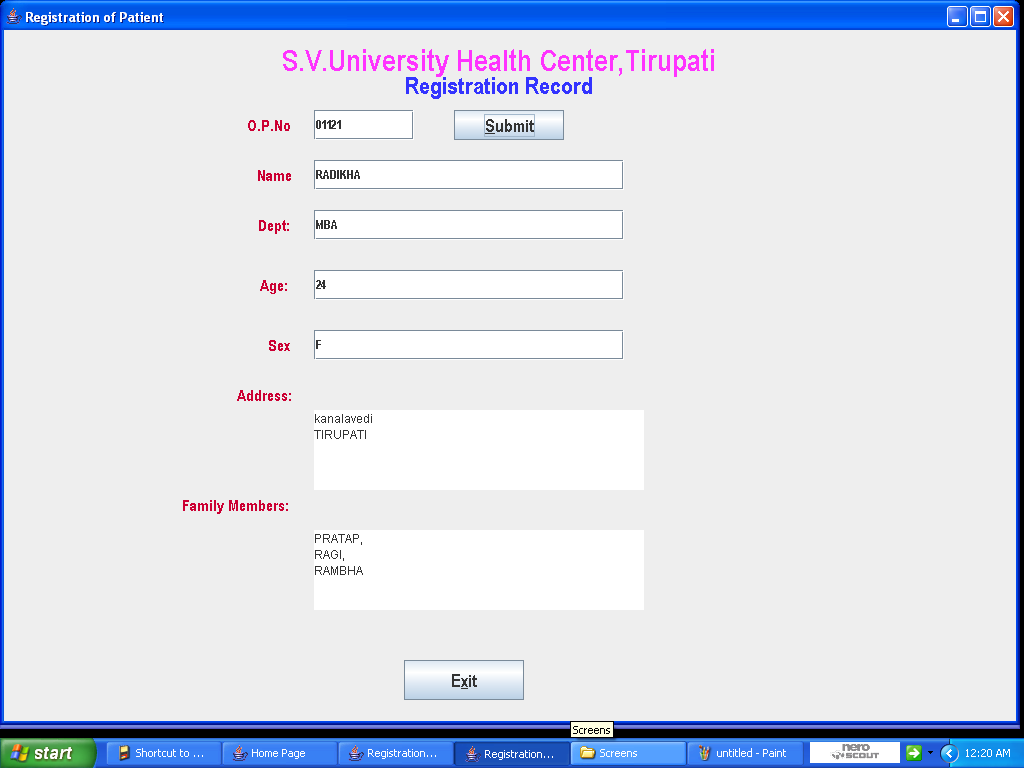 Registration of Patient
S.V.University Health Center,Tirupati
Registration Record
O.P.No 01121 Submit
Name RADIKHA
Dept: MBA
Age: 24
Sex F
Address:
kanalavedi
TIRUPATI
Family Members:
PRATAP,
RAGI,
RAMBHA
Exit
Screens
start Shortcut to ... Home Page Registration... Registration... Screens untitled - Paint nero SCOUT 12:20 AM